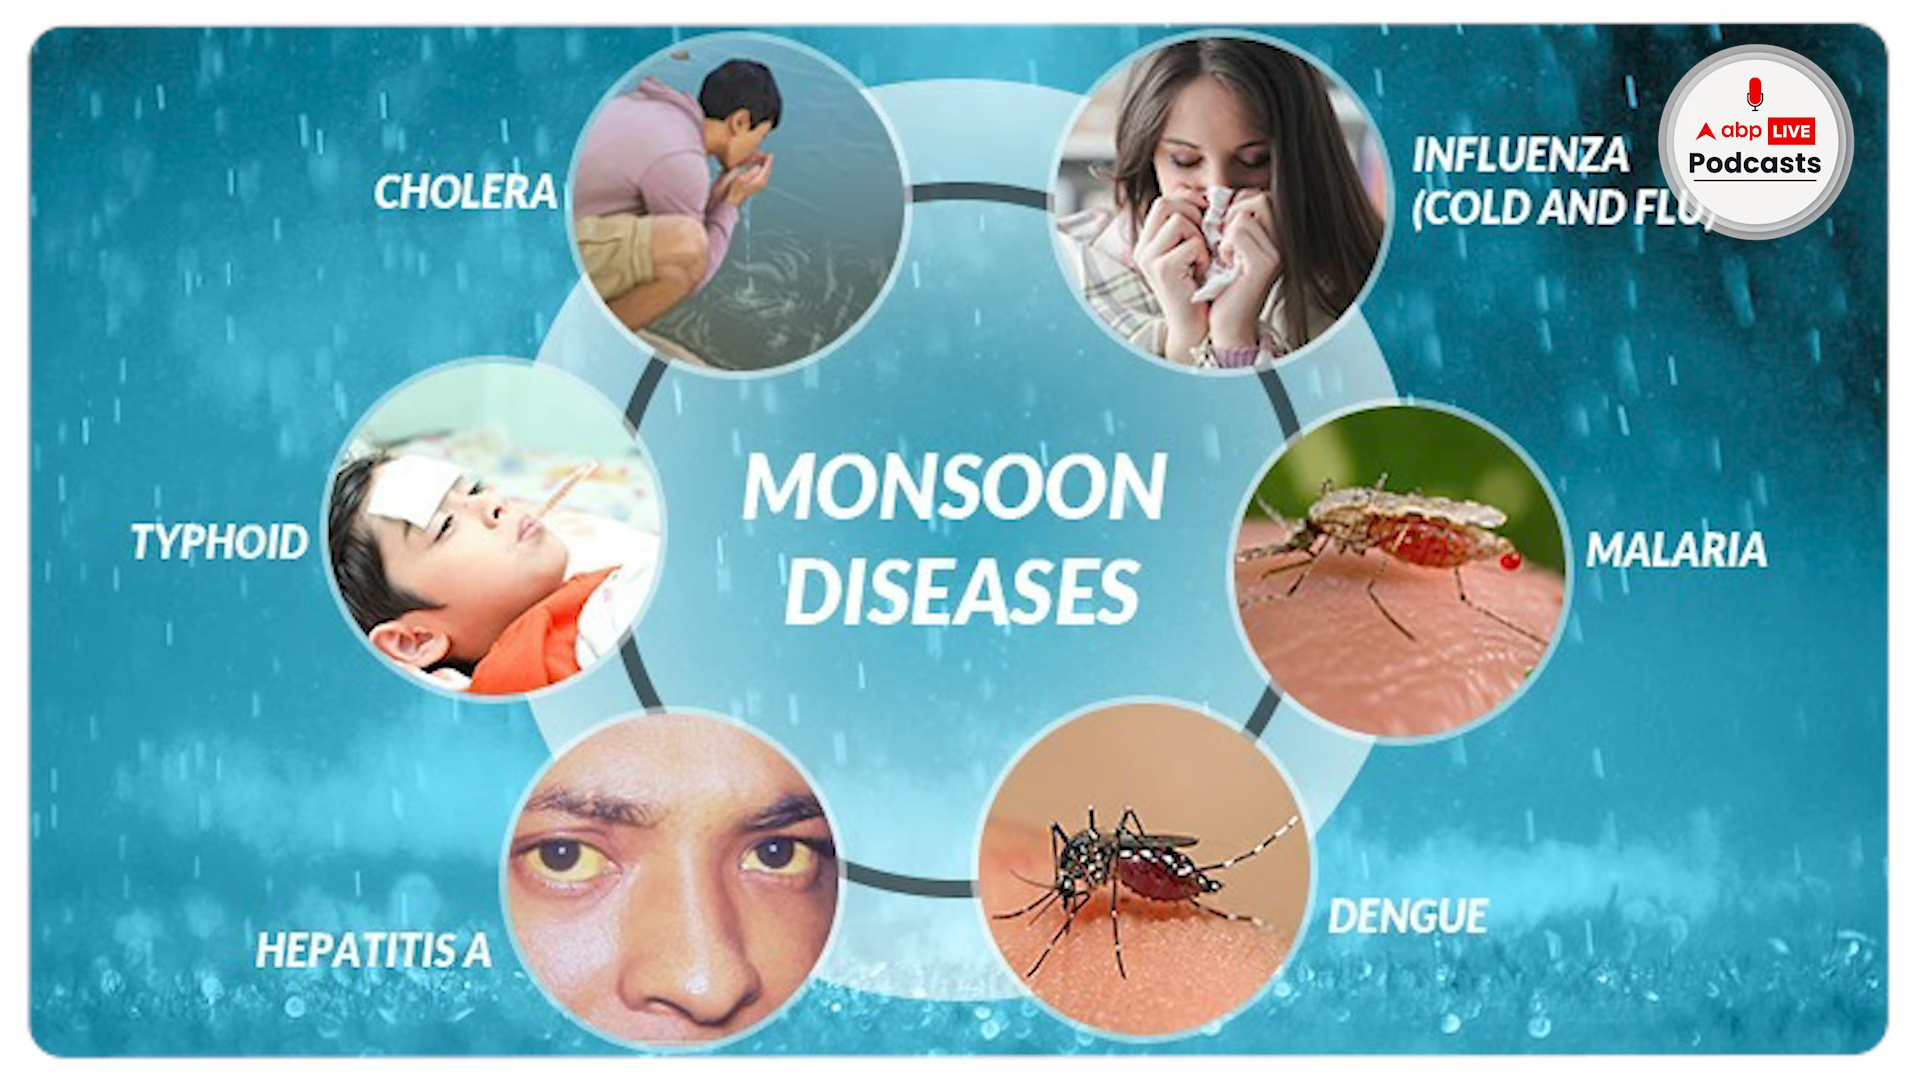 CHOLERA
INFLUENZA
(COLD AND FLU)
abp LIVE
Podcasts
TYPHOID
MONSOON
DISEASES
MALARIA
HEPATITIS A
DENGUE